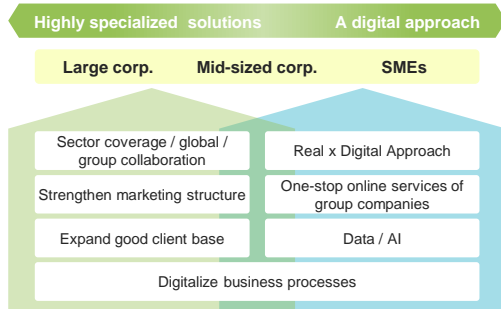 Highly specialized solutions A digital approach
Large corp. Mid-sized corp. SMEs
Sector coverage / global /
group collaboration
Real x Digital Approach
Strengthen marketing structure
One-stop online services of
group companies
Expand good client base
Data / AI
Digitalize business processes